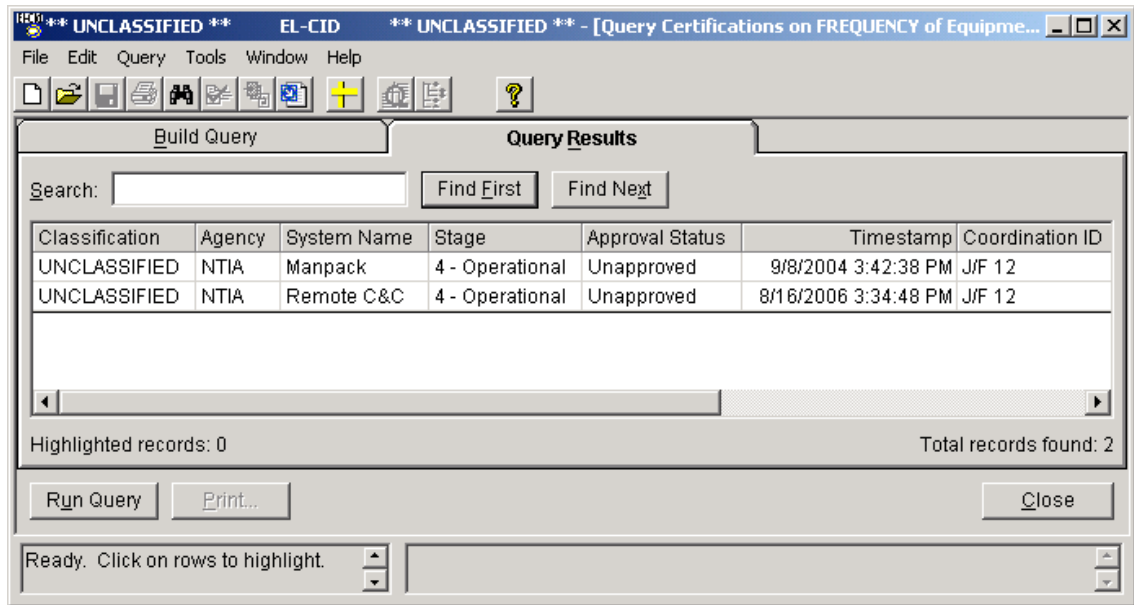 ** UNCLASSIFIED ** EL-CID ** UNCLASSIFIED ** - [Query Certifications on FREQUENCY of Equipme...
File Edit Query Tools Window Help
Build Query Query Results
Search: Find First Find Next
Classification Agency System Name Stage Approval Status Timestamp Coordination ID
UNCLASSIFIED NTIA Manpack 4 - Operational Unapproved 9/8/2004 3:42:38 PM J/F 12
UNCLASSIFIED NTIA Remote C&C 4 - Operational Unapproved 8/16/2006 3:34:48 PM J/F 12
Highlighted records: 0 Total records found: 2
Run Query Print... Close
Ready. Click on rows to highlight.